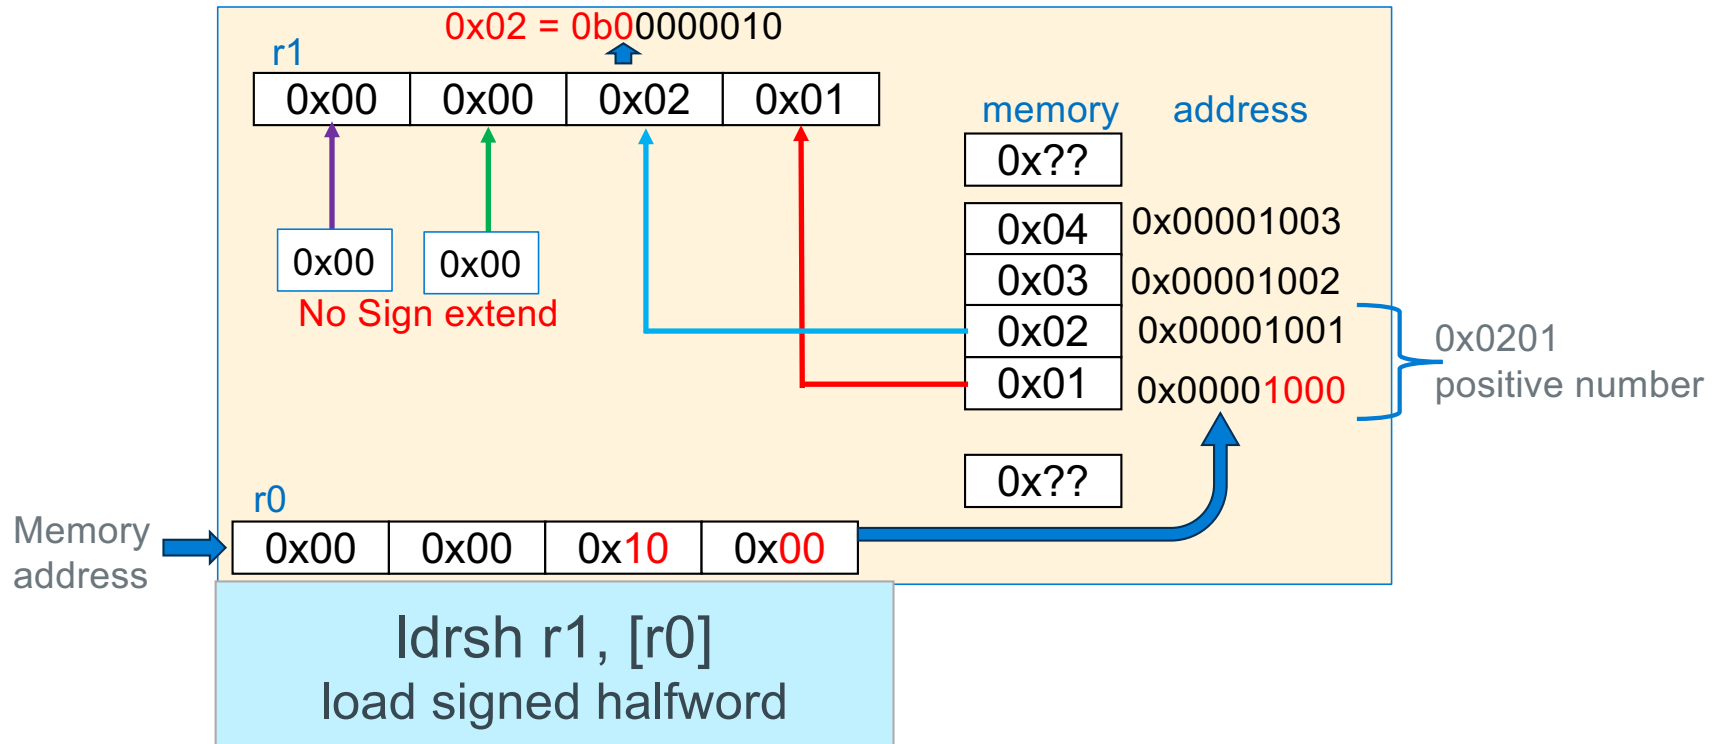 0x02 = 0b00000010
r1
0x00 0x00 0x02 0x01
memory address
0x??
0x04 0x00001003
0x03 0x00001002
0x02 0x00001001
0x01 0x00001000
0x??
0x00 0x00
No Sign extend
0x0201
positive number
r0
Memory
address
0x00 0x00 0x10 0x00
ldrsh r1, [r0]
load signed halfword